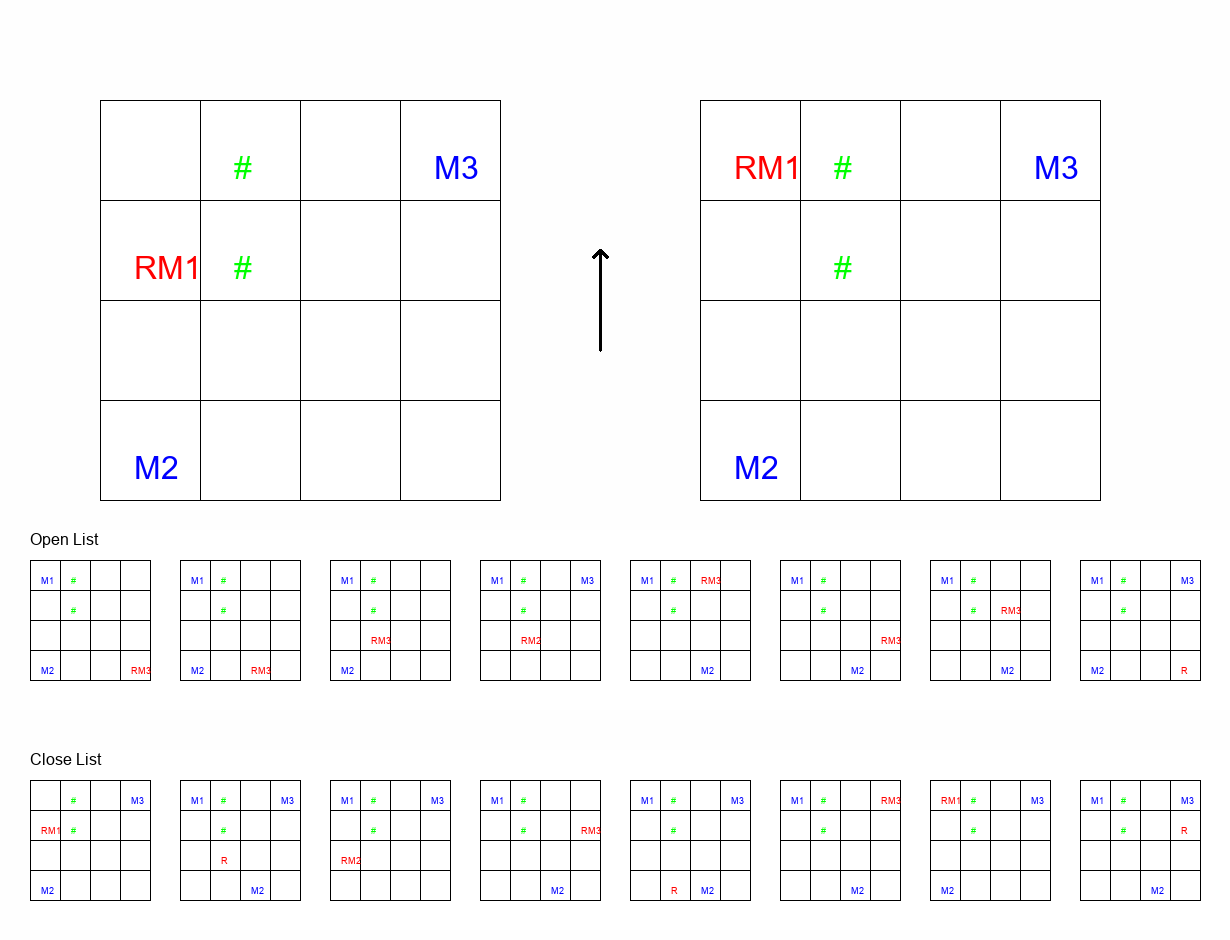 # M3 RM1 # M3
RM1 # #
M2 M2
Open List
M1 # M1 # M1 # M1 # M3 M1 # RM3 M1 # M1 # M1 # M3
# # # # # # # RM3 #
RM3 RM2 RM3
M2 RM3 M2 RM3 M2 M2 M2 M2 M2 R
Close List
# M3 M1 # M3 M1 # M3 M1 # M1 # M3 M1 # RM3 RM1 # M3 M1 # M3
RM1 # # # # RM3 # # # # R
R RM2
M2 M2 M2 R M2 M2 M2 M2